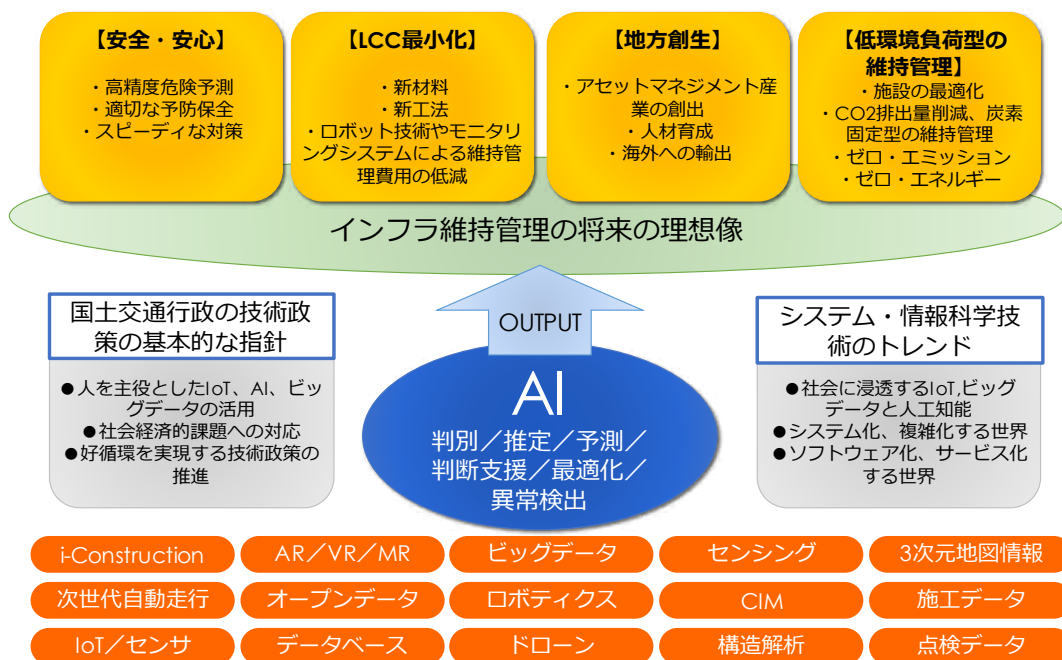 【安全・安心】
・高精度危険予測
・適切な予防保全
・スピーディな対策
【LCC最小化】
・新材料
・新工法
・ロボット技術やモニタリ
ングシステムによる維持管
理費用の低減
【地方創生】
・アセットマネジメント産
業の創出
・人材育成
・海外への輸出
【低環境負荷型の
維持管理】
・施設の最適化
・CO2排出量削減、炭素
固定型の維持管理
・ゼロ・エミッション
・ゼロ・エネルギー
インフラ維持管理の将来の理想像
OUTPUT
国土交通行政の技術政
策の基本的な指針
●人を主役としたIoT、AI、ビッ
グデータの活用
●社会経済的課題への対応
●好循環を実現する技術政策の
推進
AI
判別／推定／予測／
判断支援／最適化／
異常検出
システム・情報科学技
術のトレンド
●社会に浸透するIoT,ビッグ
データと人工知能
●システム化、複雑化する世界
●ソフトウェア化、サービス化
する世界
i-Construction
AR／VR／MR
ビッグデータ
センシング
3次元地図情報
次世代自動走行
オープンデータ
ロボティクス
CIM
施工データ
IoT／センサ
データベース
ドローン
構造解析
点検データ